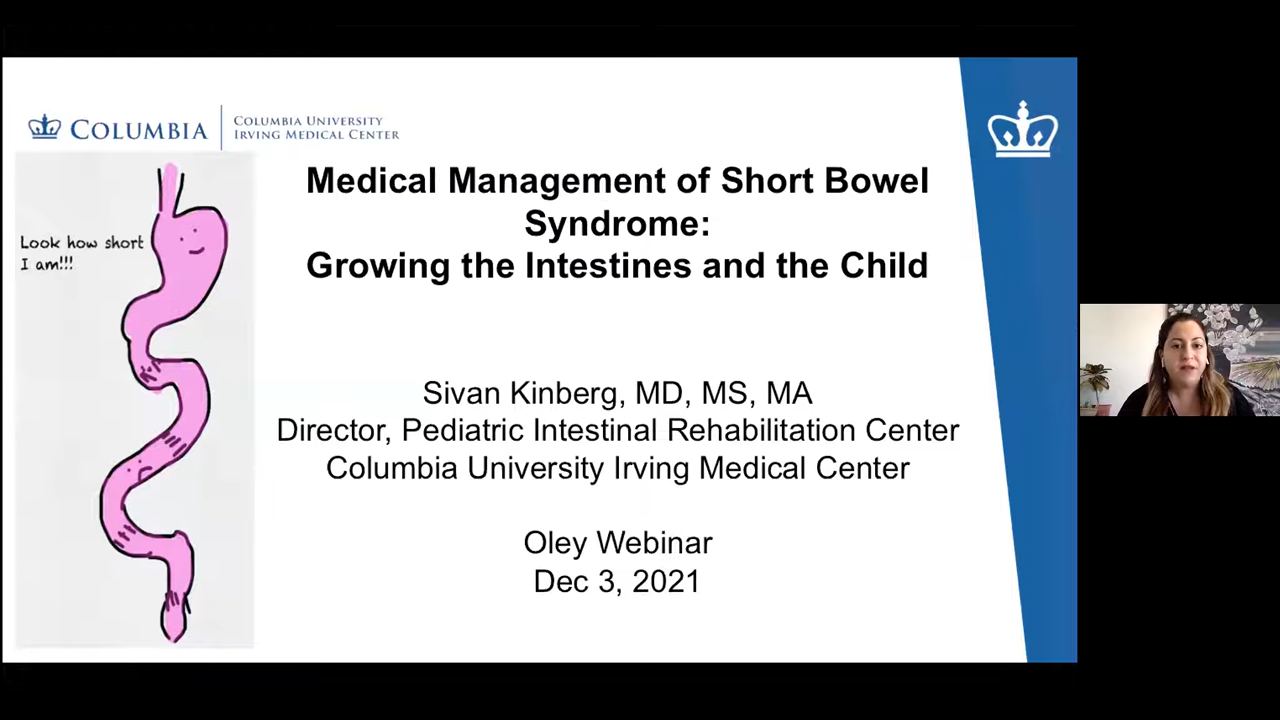 COLUMBIA
COLUMBIA UNIVERSITY
IRVING MEDICAL CENTER
Look how short
I am!!!
Medical Management of Short Bowel
Syndrome:
Growing the Intestines and the Child
Sivan Kinberg, MD, MS, MA
Director, Pediatric Intestinal Rehabilitation Center
Columbia University Irving Medical Center
Oley Webinar
Dec 3, 2021